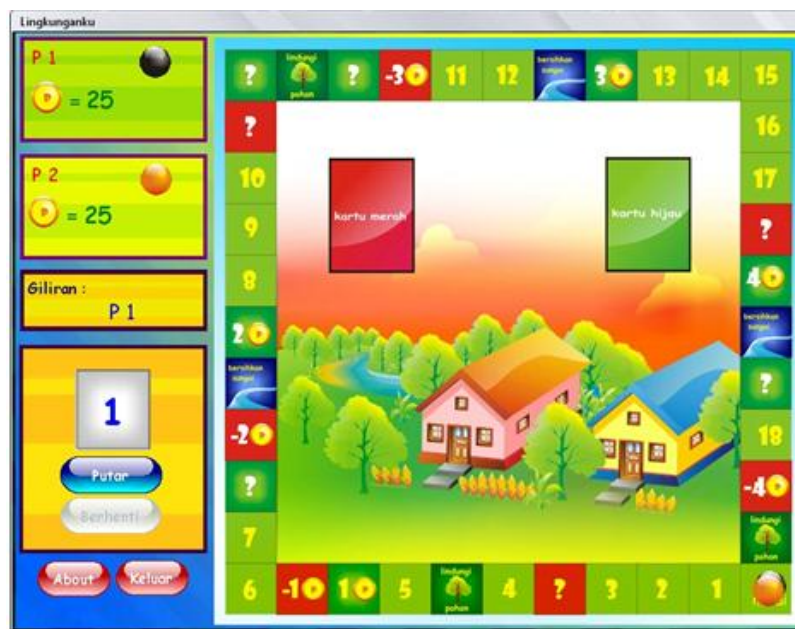 Lingkunganku
P 1
P = 25
P 2
P = 25
Giliran :
P 1
1
Putar
Berhenti
About
Keluar
?
lindungi
pohon
?
-3 P
11
12
bersihkan
sungai
3 P
13
14
15
?
16
10
17
9
?
8
4 P
2 P
bersihkan
sungai
bersihkan
sungai
?
-2 P
18
?
-4 P
7
lindungi
pohon
6
-1 P
1 P
5
lindungi
pohon
4
?
3
2
1
kartu merah
kartu hijau